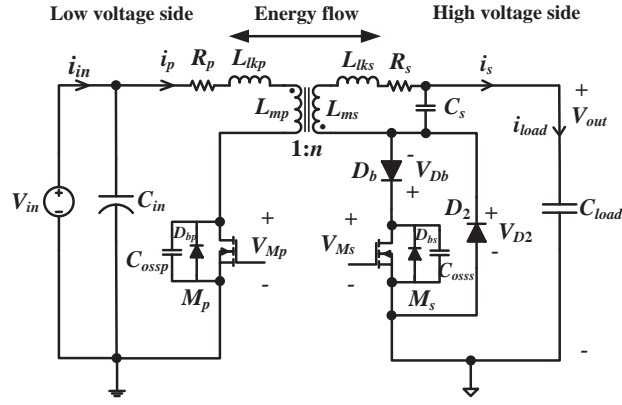 Low voltage side Energy flow High voltage side
i_in i_p R_p L_lkp L_lks R_s i_s
L_mp L_ms C_s i_load + V_out
1:n
D_b - V_Db +
V_in + - C_in
D_2 + V_D2 -
C_load
C_ossp D_bp + V_Mp -
M_p
+ V_Ms - D_bs C_osss
M_s
-